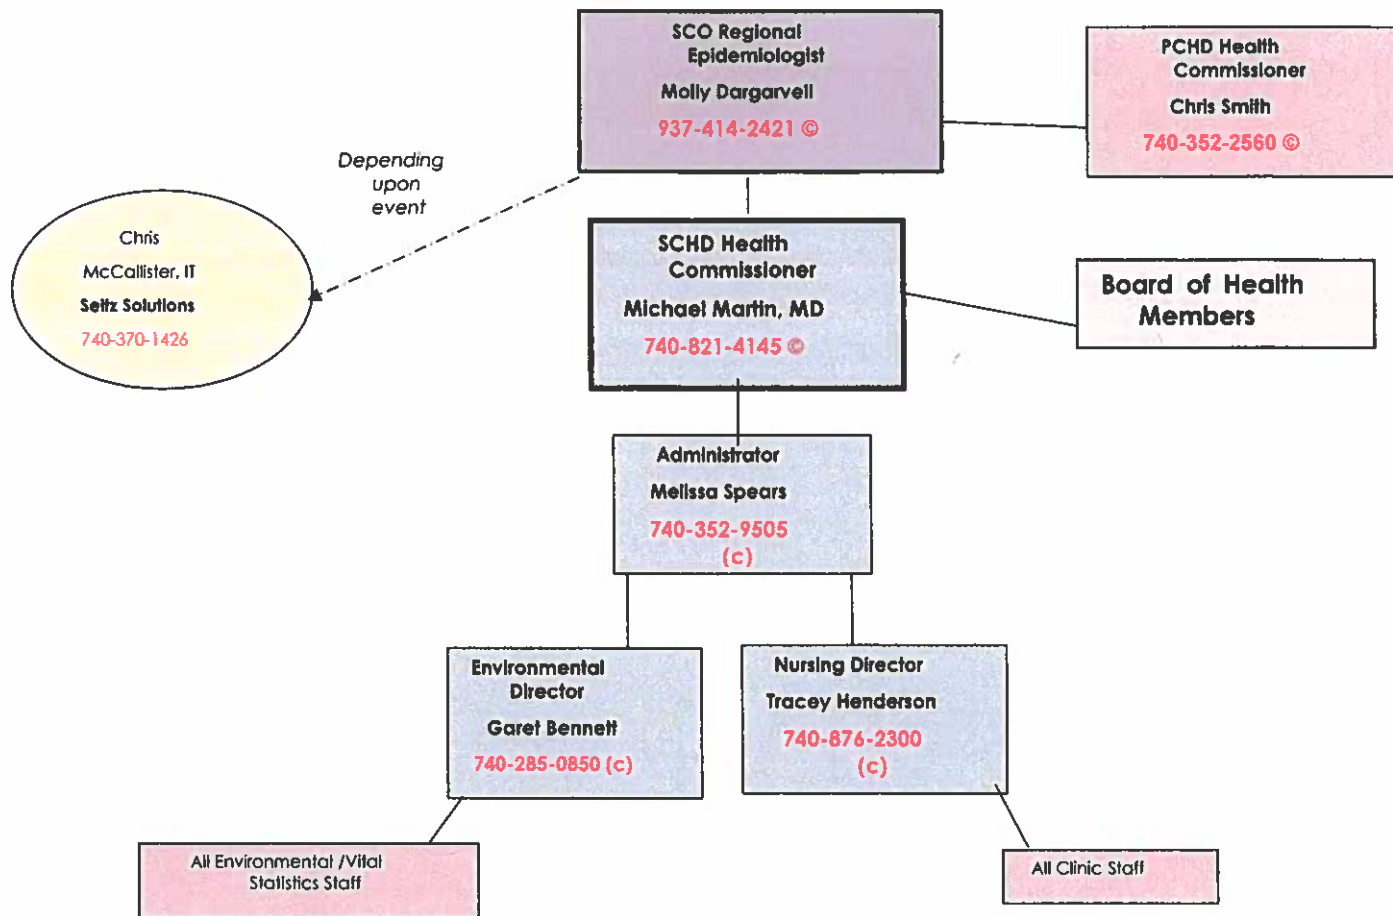 SCO Regional
Epidemiologist
Molly Dargarvell
937-414-2421 ©
PCHD Health
Commissioner
Chris Smith
740-352-2560 ©
Depending
upon
event
Chris
McCallister, IT
Seitz Solutions
740-370-1426
SCHD Health
Commissioner
Michael Martin, MD
740-821-4145 ©
Board of Health
Members
Administrator
Melissa Spears
740-352-9505
(c)
Environmental
Director
Garet Bennett
740-285-0850 (c)
Nursing Director
Tracey Henderson
740-876-2300
(c)
All Environmental /Vital
Statistics Staff
All Clinic Staff